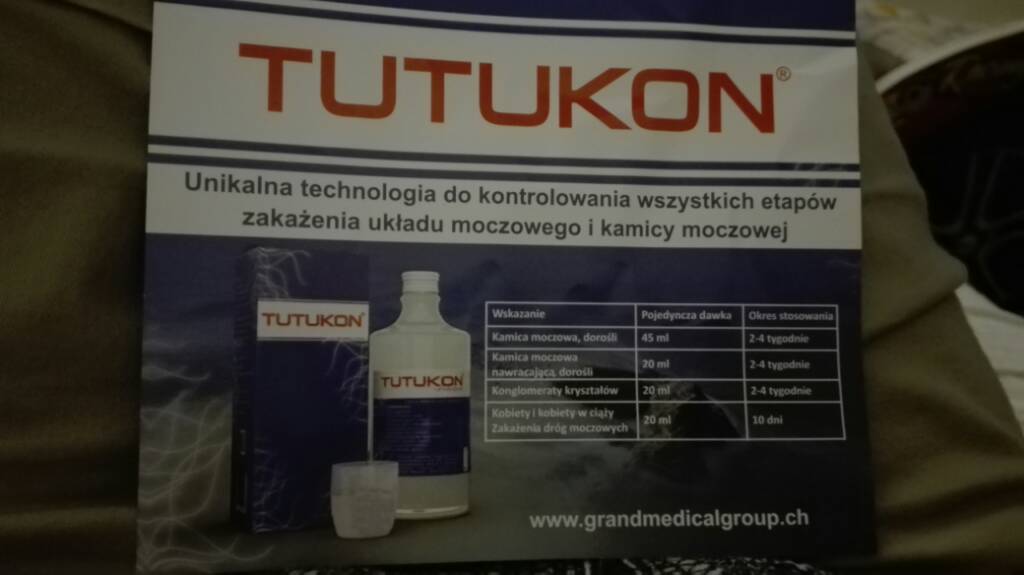 TUTUKON®
Unikalna technologia do kontrolowania wszystkich etapów
zakażenia układu moczowego i kamicy moczowej
TUTUKON
TUTUKON
Wskazanie Pojedyncza dawka Okres stosowania
Kamica moczowa, dorośli 45 ml 2-4 tygodnie
Kamica moczowa
nawracającą, dorośli 20 ml 2-4 tygodnie
Konglomeraty kryształów 20 ml 2-4 tygodnie
Kobiety i kobiety w ciąży
Zakażenia dróg moczowych 20 ml 10 dni
www.grandmedicalgroup.ch